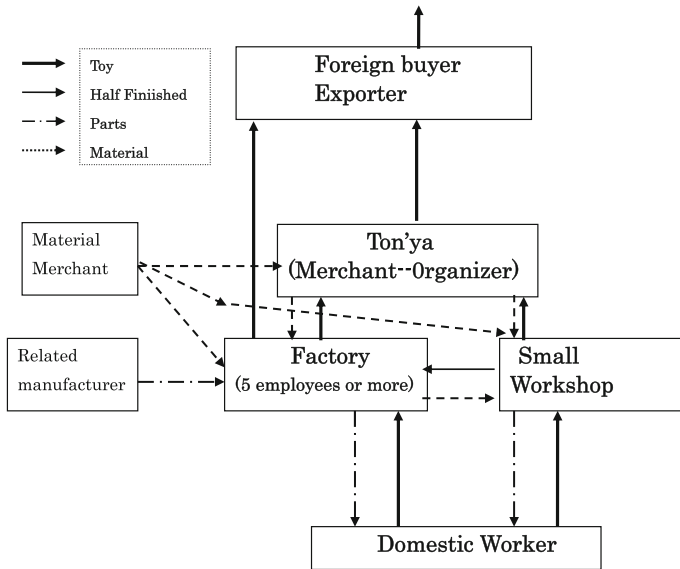 Toy
Half Finiished
Parts
Material
Foreign buyer
Exporter
Material
Merchant
Ton'ya
(Merchant--0rganizer)
Related
manufacturer
Factory
(5 employees or more)
Small
Workshop
Domestic Worker